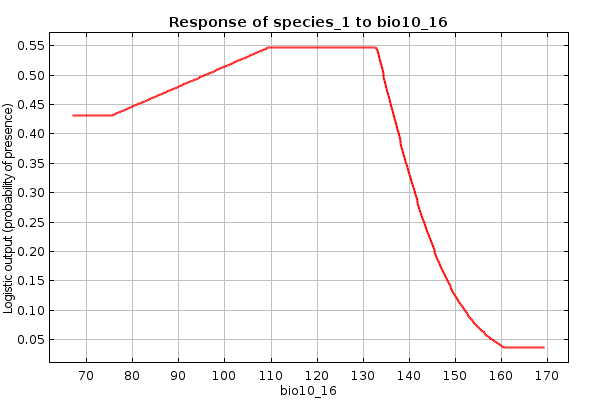 Response of species_1 to bio10_16
Logistic output (probability of presence)
0.55
0.50
0.45
0.40
0.35
0.30
0.25
0.20
0.15
0.10
0.05
70 80 90 100 110 120 130 140 150 160 170
bio10_16